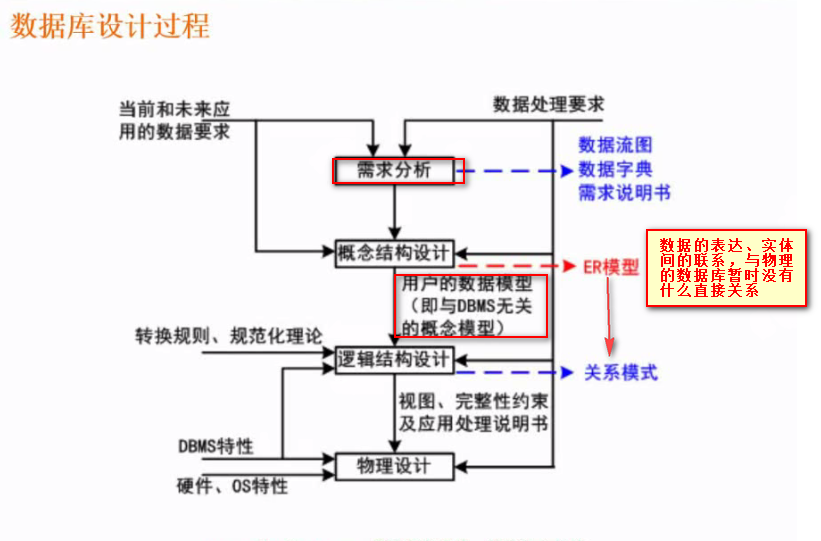 数据库设计过程
当前和未来应
用的数据要求
数据处理要求
需求分析
数据流图
数据字典
需求说明书
概念结构设计
ER模型
数据的表达、实体
间的联系，与物理
的数据库暂时没有
什么直接关系
用户的数据模型
（即与DBMS无关
的概念模型）
转换规则、规范化理论
逻辑结构设计
关系模式
视图、完整性约束
及应用处理说明书
DBMS特性
物理设计
硬件、OS特性